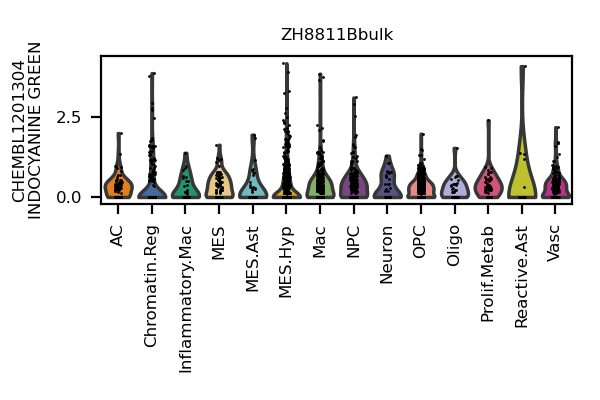 ZH8811Bbulk
CHEMBL1201304
INDOCYANINE GREEN
2.5
0.0
AC
Chromatin.Reg
Inflammatory.Mac
MES
MES.Ast
MES.Hyp
Mac
NPC
Neuron
OPC
Oligo
Prolif.Metab
Reactive.Ast
Vasc